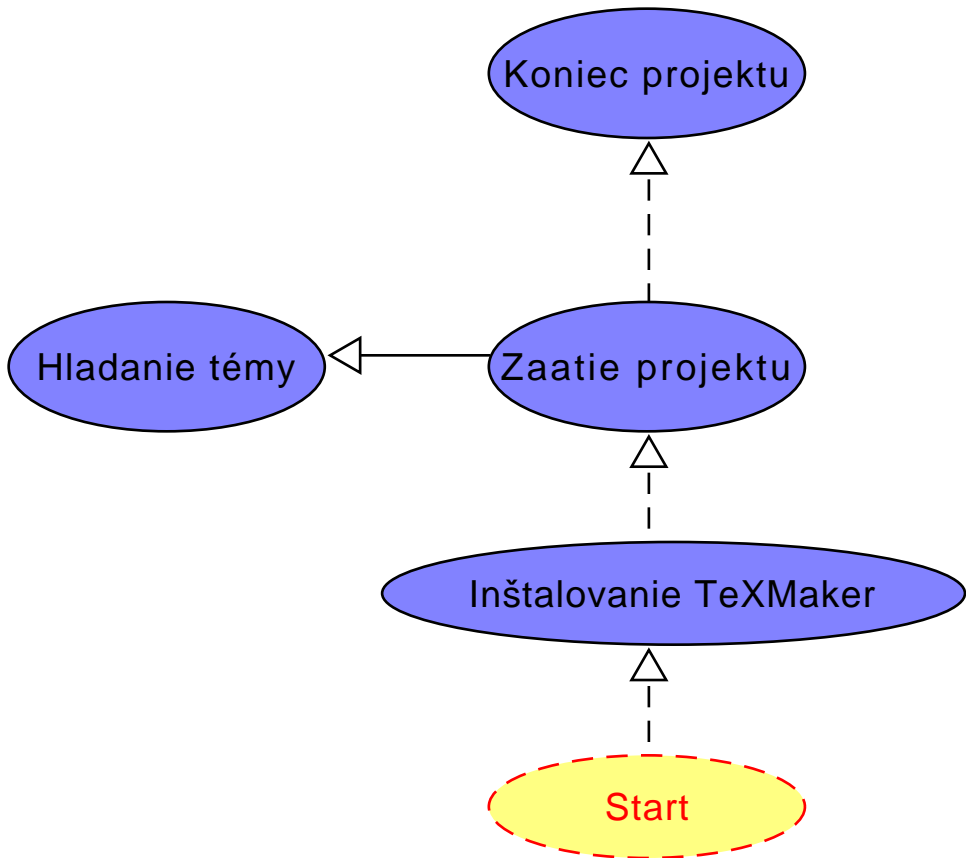 Koniec projektu
Hladanie témy
Zaatie projektu
Inštalovanie TeXMaker
Start